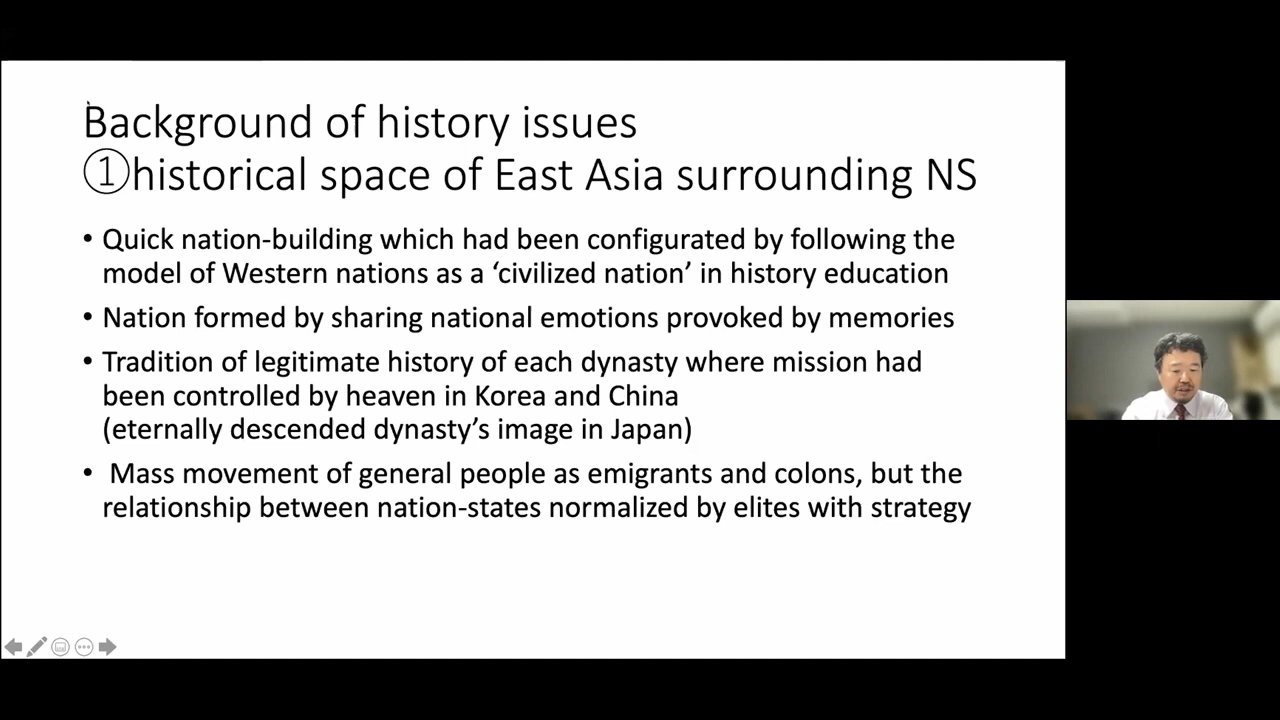 Background of history issues
①historical space of East Asia surrounding NS
• Quick nation-building which had been configurated by following the
model of Western nations as a ‘civilized nation’ in history education
• Nation formed by sharing national emotions provoked by memories
• Tradition of legitimate history of each dynasty where mission had
been controlled by heaven in Korea and China
(eternally descended dynasty’s image in Japan)
• Mass movement of general people as emigrants and colons, but the
relationship between nation-states normalized by elites with strategy